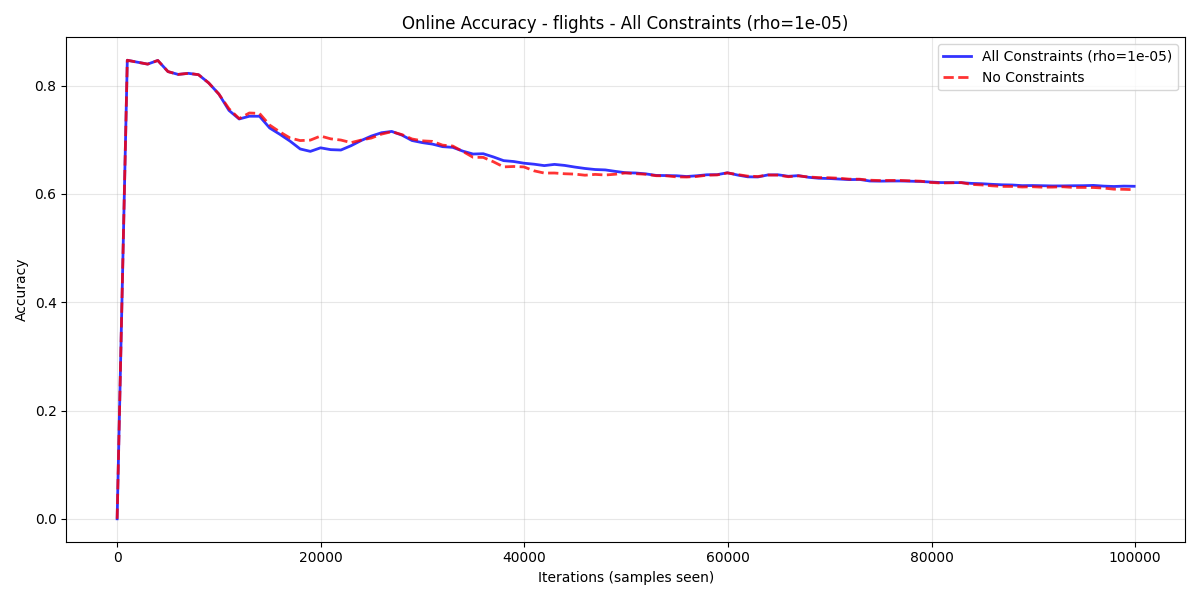 Online Accuracy - flights - All Constraints (rho=1e-05)
All Constraints (rho=1e-05)
No Constraints
Accuracy
0.8
0.6
0.4
0.2
0.0
0
20000
40000
60000
80000
100000
Iterations (samples seen)